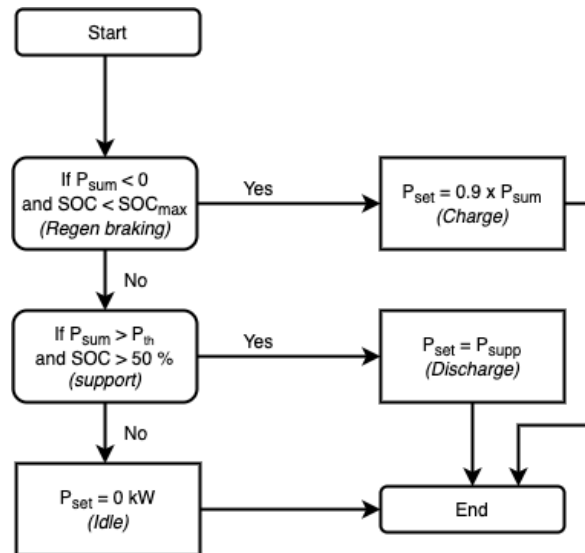 Start
If P_sum < 0
and SOC < SOC_max
(Regen braking)
Yes
P_set = 0.9 x P_sum
(Charge)
No
If P_sum > P_th
and SOC > 50 %
(support)
Yes
P_set = P_supp
(Discharge)
No
P_set = 0 kW
(Idle)
End